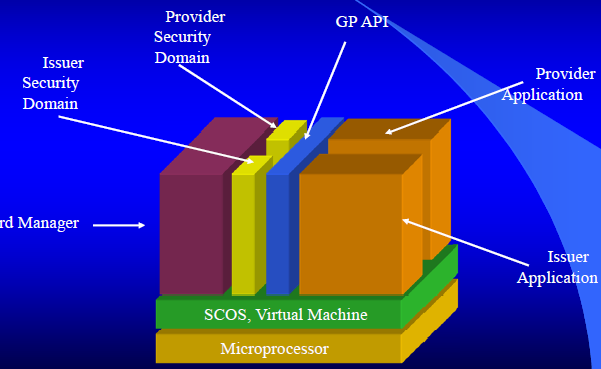 Provider
Security
Domain
GP API
Issuer
Security
Domain
Provider
Application
rd Manager
Issuer
Application
SCOS, Virtual Machine
Microprocessor